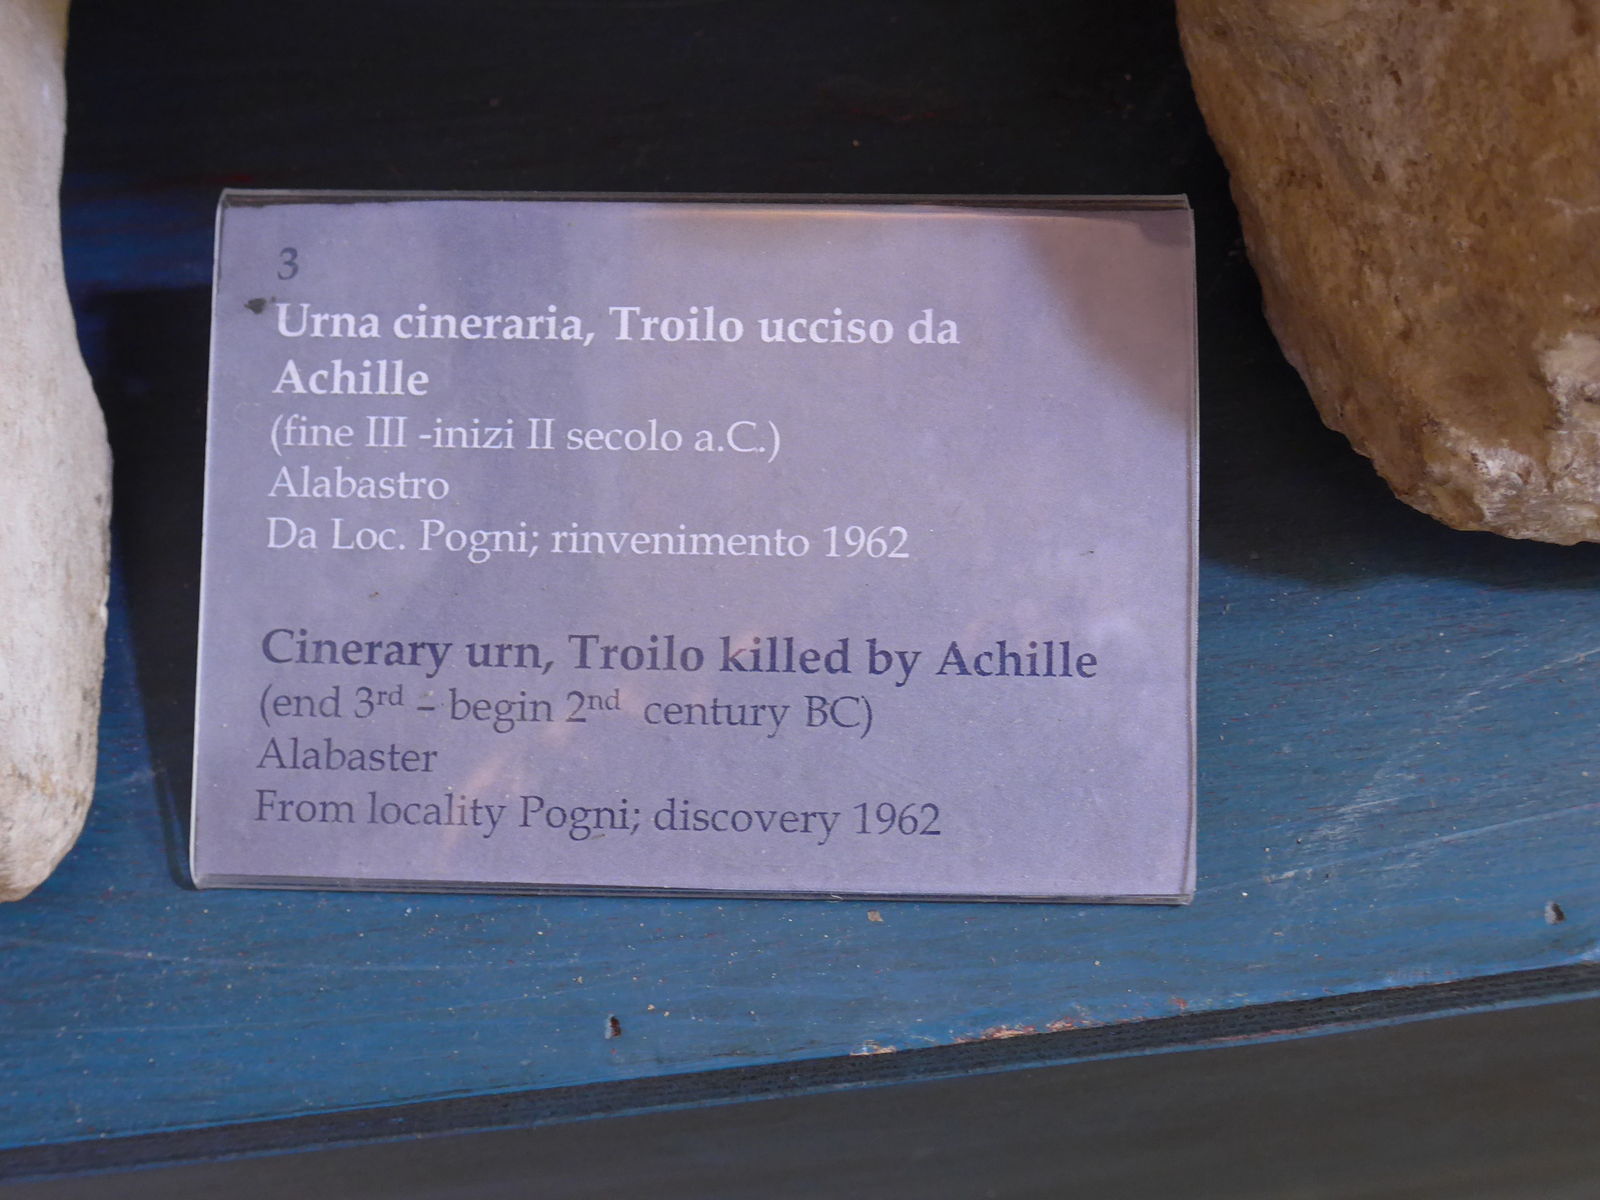 3
Urna cineraria, Troilo ucciso da
Achille
(fine III -inizi II secolo a.C.)
Alabastro
Da Loc. Pogni; rinvenimento 1962
Cinerary urn, Troilo killed by Achille
(end 3rd – begin 2nd century BC)
Alabaster
From locality Pogni; discovery 1962